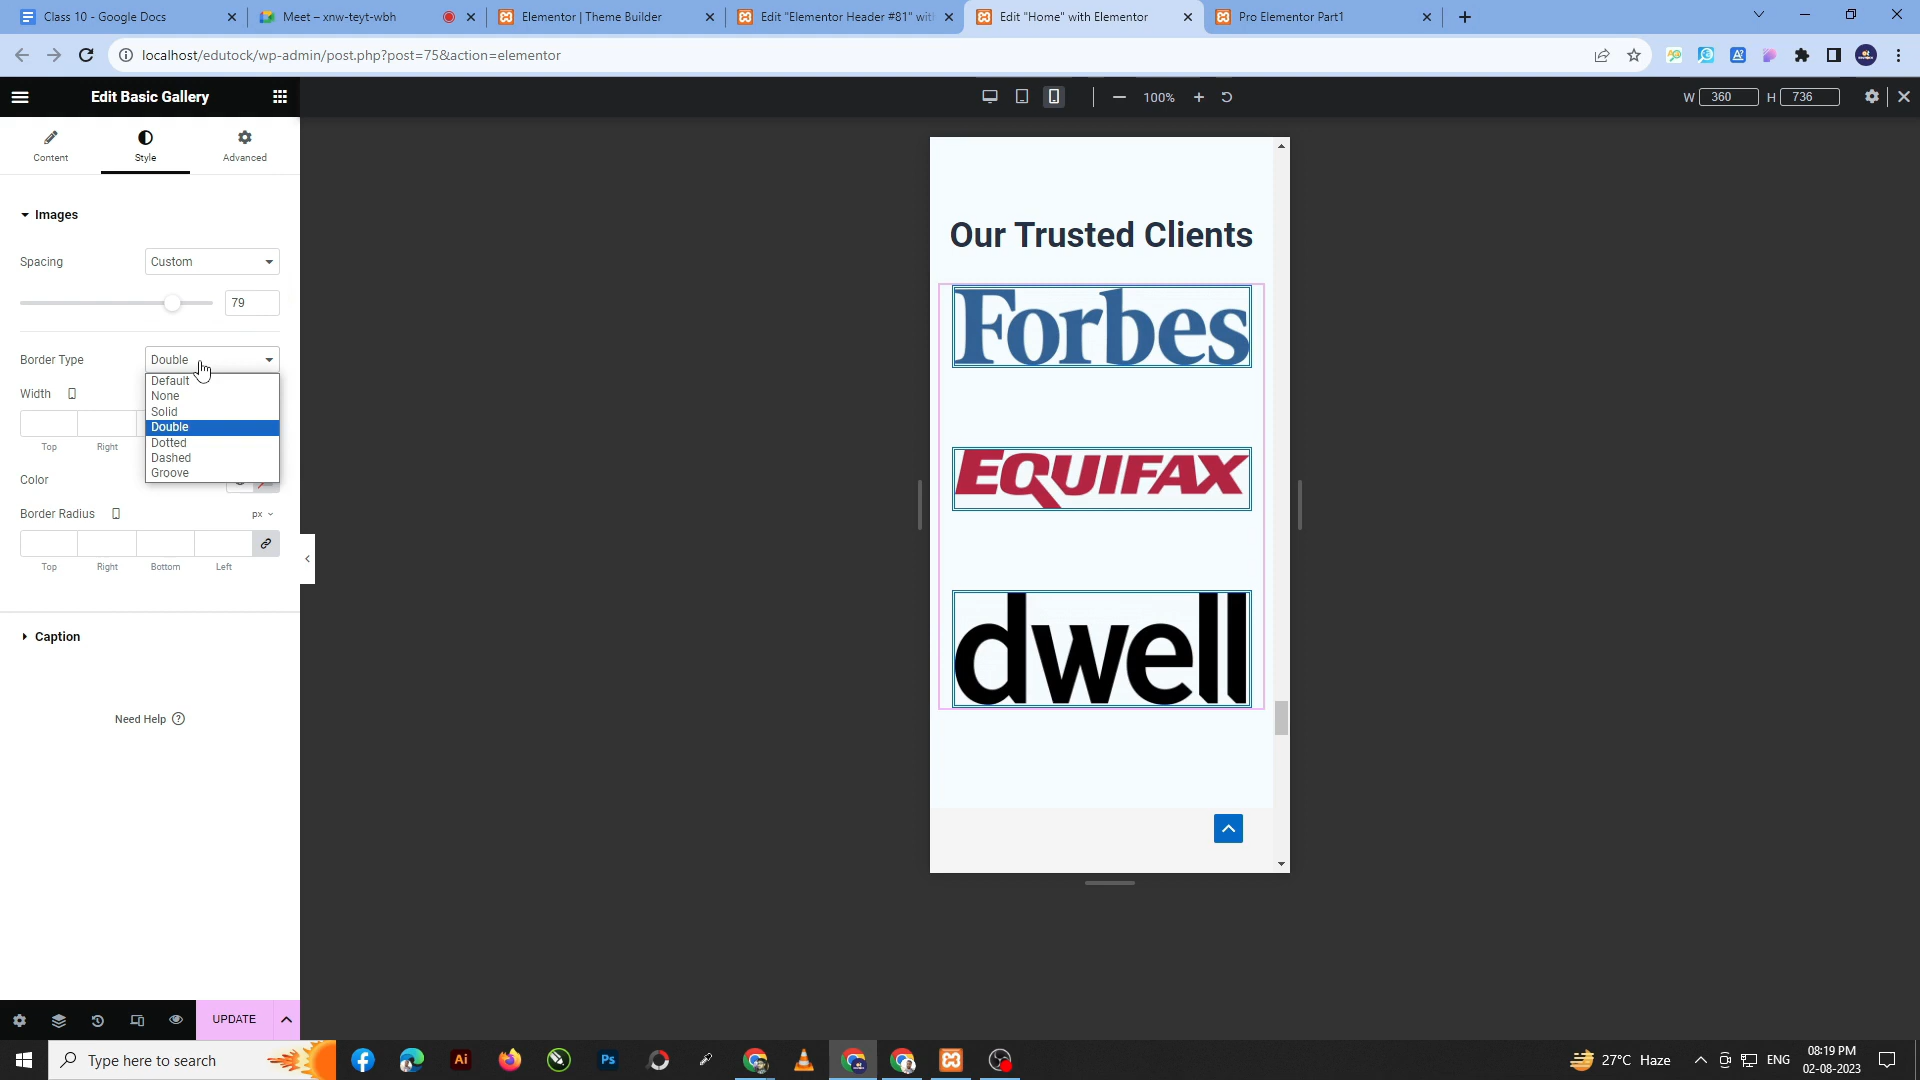 Class 10 - Google Docs
Meet – xnw-teyt-wbh
Elementor | Theme Builder
Edit "Elementor Header #81" wit
Edit "Home" with Elementor
Pro Elementor Part1
localhost/edutock/wp-admin/post.php?post=75&action=elementor
Edit Basic Gallery
100%
W 360 H 736
Content
Style
Advanced
Images
Spacing
Custom
79
Border Type
Double
Default
None
Solid
Double
Dotted
Dashed
Groove
Width
Top
Right
Color
Border Radius
px
Top
Right
Bottom
Left
Caption
Need Help
UPDATE
Our Trusted Clients
Forbes
EQUIFAX
dwell
Type here to search
Ai
Ps
27°C Haze
ENG
08:19 PM
02-08-2023